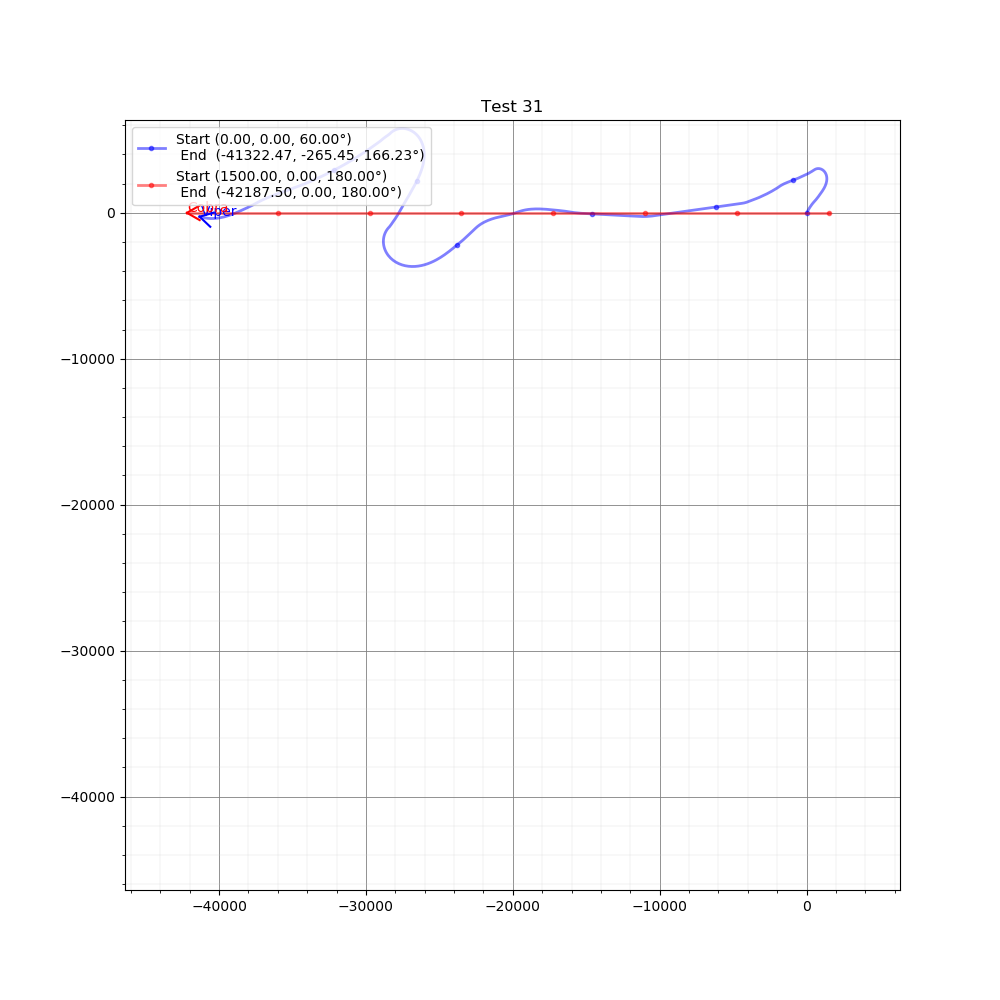 Test 31
Start (0.00, 0.00, 60.00°)
End (-41322.47, -265.45, 166.23°)
Start (1500.00, 0.00, 180.00°)
End (-42187.50, 0.00, 180.00°)
Viper
0
−10000
−20000
−30000
−40000
−40000 −30000 −20000 −10000 0